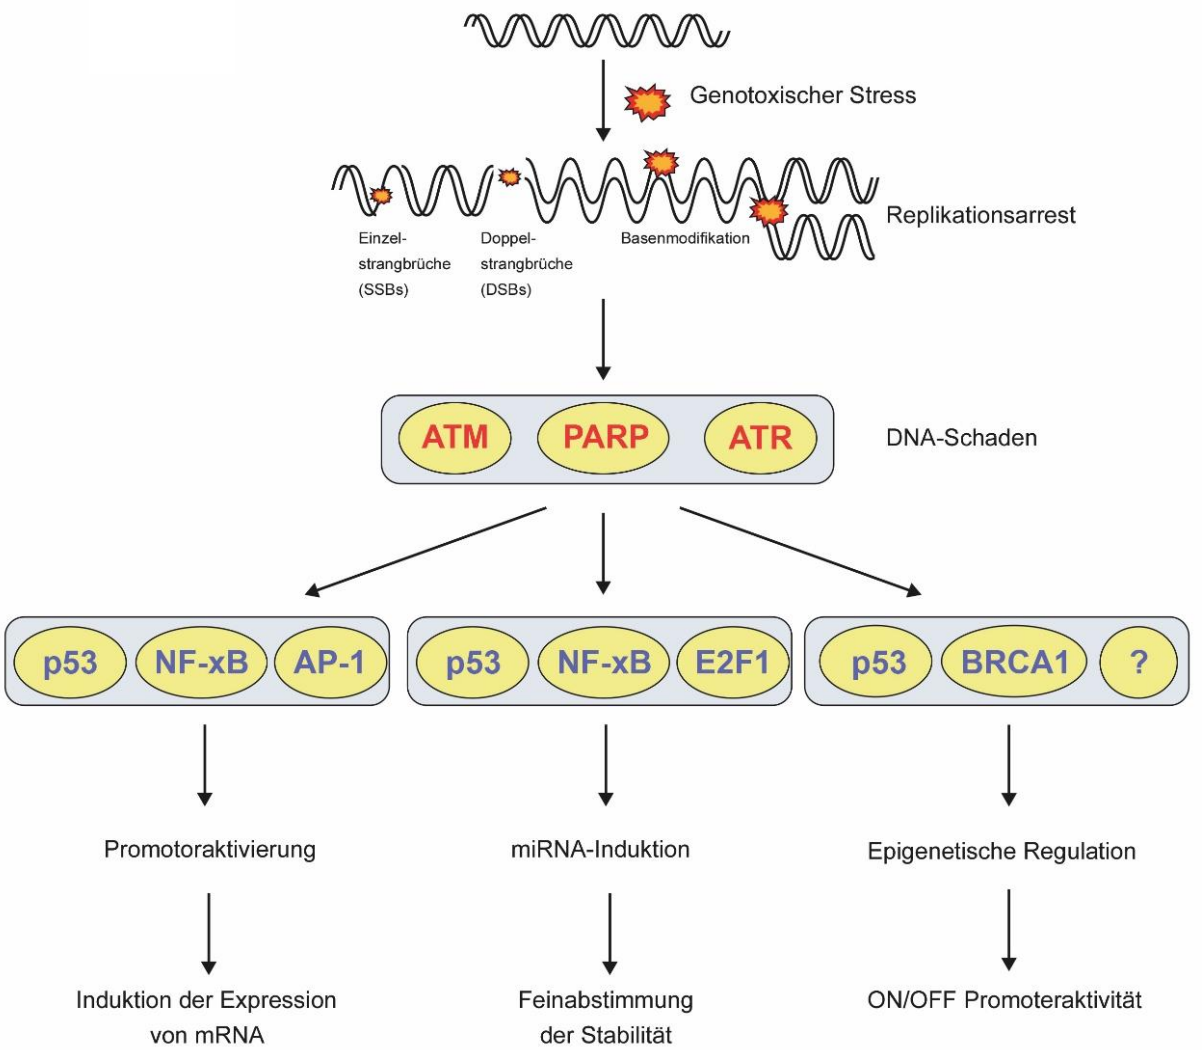 Genotoxischer Stress
Replikationsarrest
Einzel-
strangbrüche
(SSBs)
Doppel-
strangbrüche
(DSBs)
Basenmodifikation
ATM PARP ATR
DNA-Schaden
p53 NF-xB AP-1
p53 NF-xB E2F1
p53 BRCA1 ?
Promotoraktivierung
miRNA-Induktion
Epigenetische Regulation
Induktion der Expression
von mRNA
Feinabstimmung
der Stabilität
ON/OFF Promoteraktivität